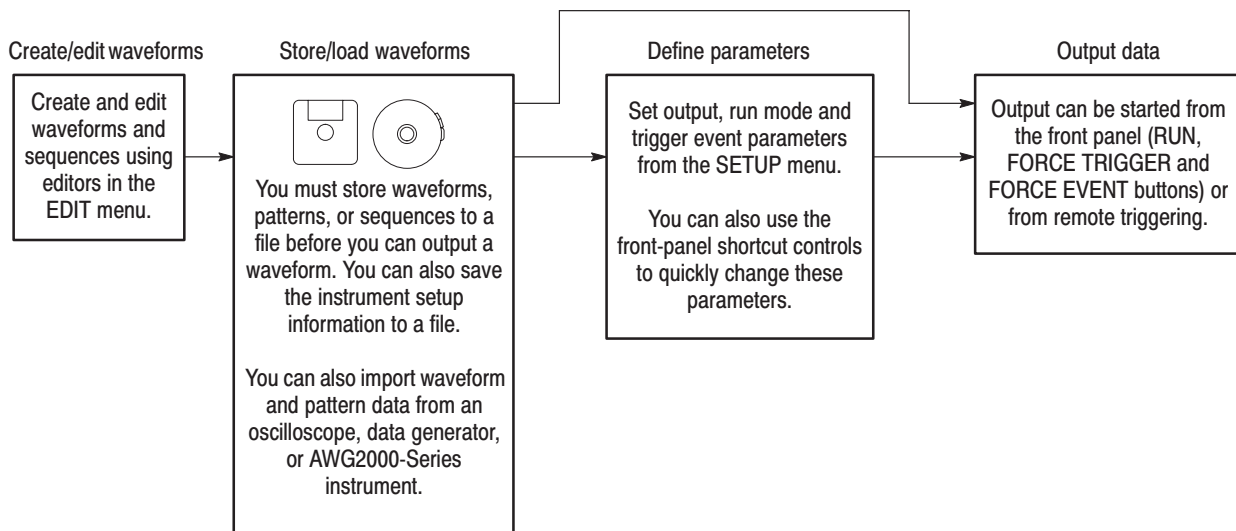 Create/edit waveforms
Create and edit
waveforms and
sequences using
editors in the
EDIT menu.
Store/load waveforms
You must store waveforms,
patterns, or sequences to a
file before you can output a
waveform. You can also save
the instrument setup
information to a file.
You can also import waveform
and pattern data from an
oscilloscope, data generator,
or AWG2000-Series
instrument.
Define parameters
Set output, run mode and
trigger event parameters
from the SETUP menu.
You can also use the
front-panel shortcut controls
to quickly change these
parameters.
Output data
Output can be started from
the front panel (RUN,
FORCE TRIGGER and
FORCE EVENT buttons) or
from remote triggering.